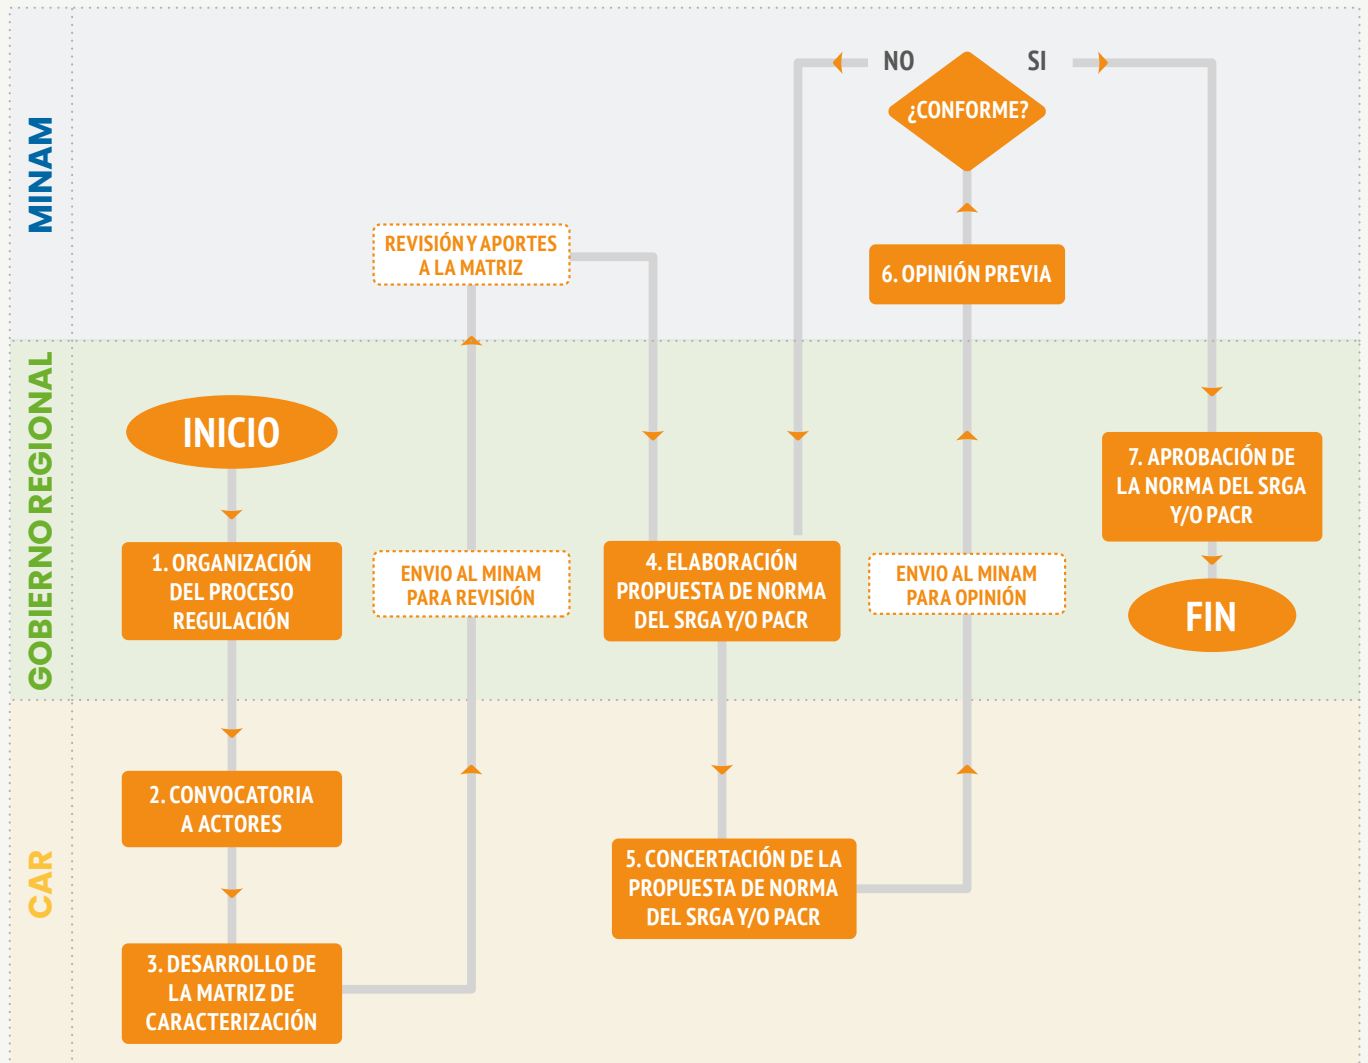 MINAM
NO
SI
¿CONFORME?
REVISIÓN Y APORTES
A LA MATRIZ
6. OPINIÓN PREVIA
GOBIERNO REGIONAL
INICIO
1. ORGANIZACIÓN
DEL PROCESO
REGULACIÓN
ENVIO AL MINAM
PARA REVISIÓN
4. ELABORACIÓN
PROPUESTA DE NORMA
DEL SRGA Y/O PACR
ENVIO AL MINAM
PARA OPINIÓN
7. APROBACIÓN DE
LA NORMA DEL SRGA
Y/O PACR
FIN
CAR
2. CONVOCATORIA
A ACTORES
3. DESARROLLO DE
LA MATRIZ DE
CARACTERIZACIÓN
5. CONCERTACIÓN DE LA
PROPUESTA DE NORMA
DEL SRGA Y/O PACR